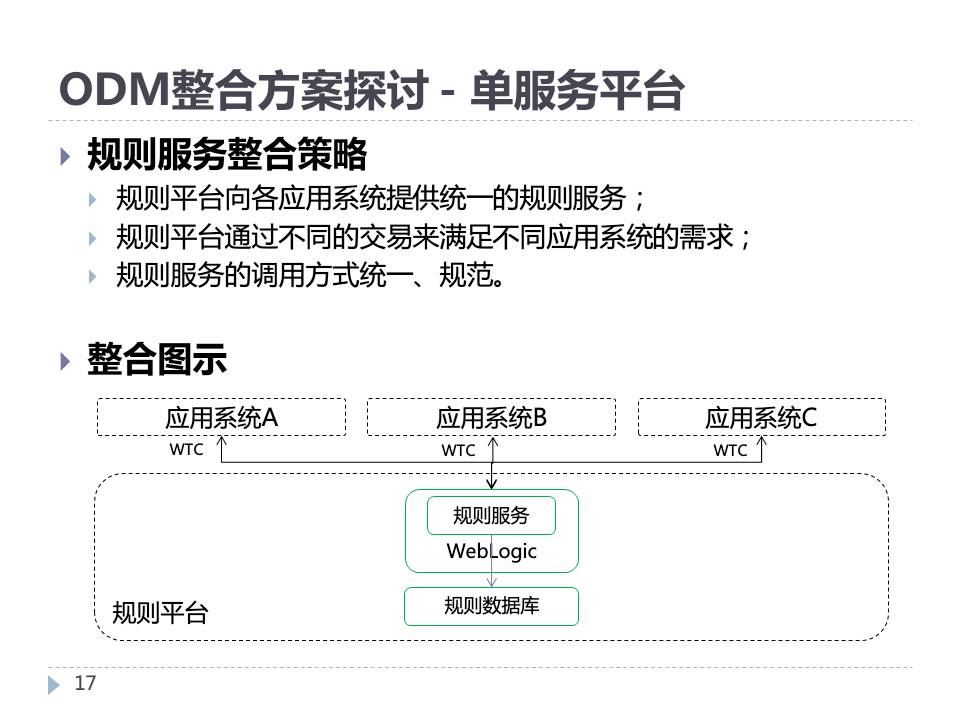 ODM整合方案探讨 - 单服务平台
规则服务整合策略
规则平台向各应用系统提供统一的规则服务；
规则平台通过不同的交易来满足不同应用系统的需求；
规则服务的调用方式统一、规范。
整合图示
应用系统A
应用系统B
应用系统C
WTC
WTC
WTC
规则服务
WebLogic
规则数据库
规则平台
17